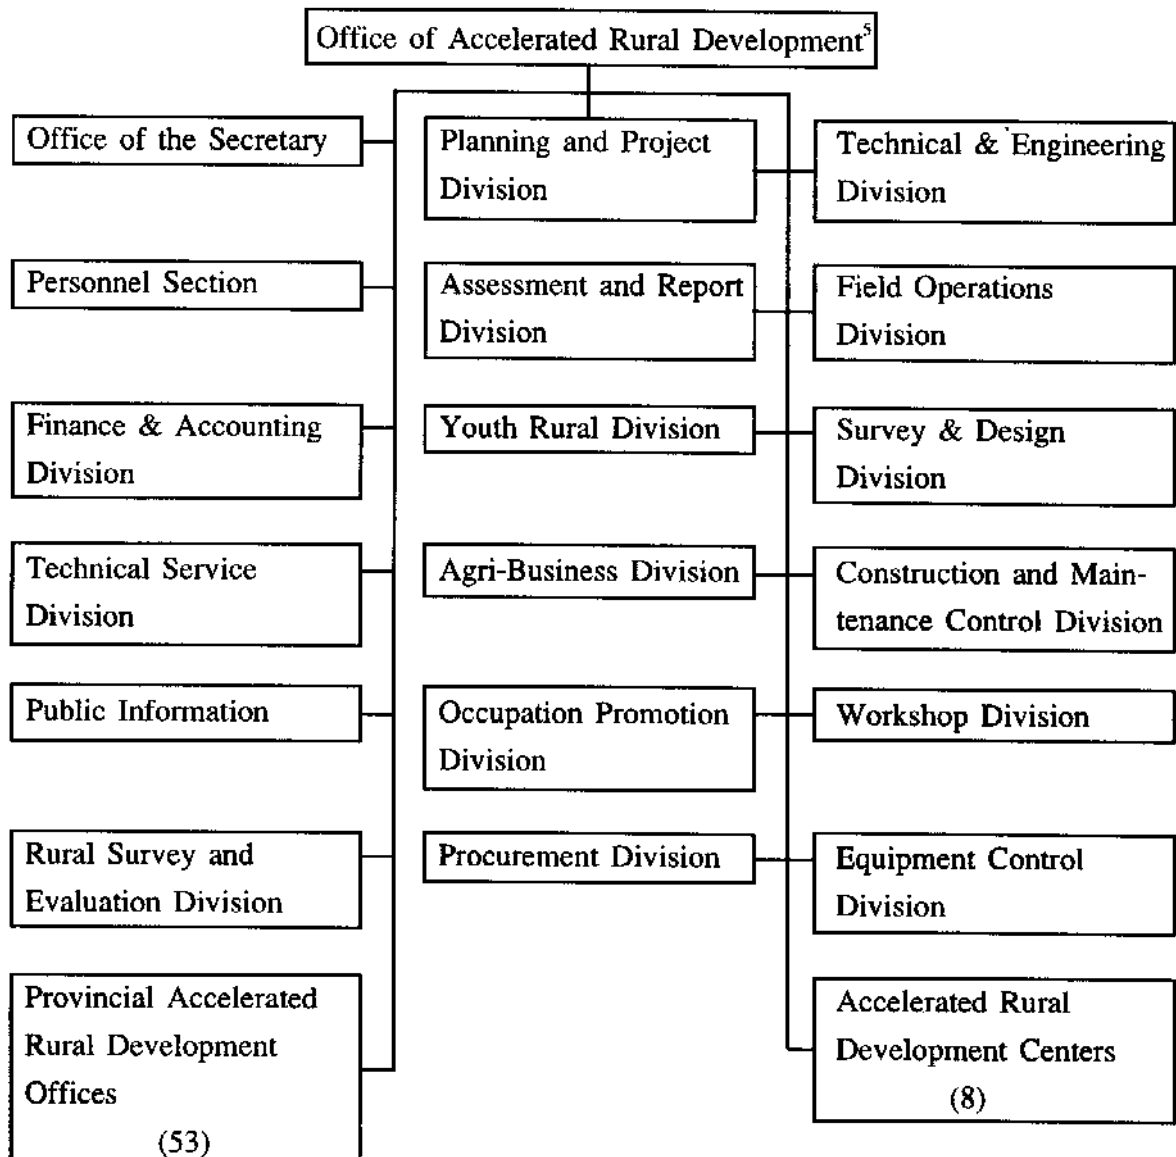 Office of Accelerated Rural Development⁵
Office of the Secretary
Planning and Project
Division
Technical & Engineering
Division
Personnel Section
Assessment and Report
Division
Field Operations
Division
Finance & Accounting
Division
Youth Rural Division
Survey & Design
Division
Technical Service
Division
Agri-Business Division
Construction and Main-
tenance Control Division
Public Information
Occupation Promotion
Division
Workshop Division
Rural Survey and
Evaluation Division
Procurement Division
Equipment Control
Division
Provincial Accelerated
Rural Development
Offices
(53)
Accelerated Rural
Development Centers
(8)